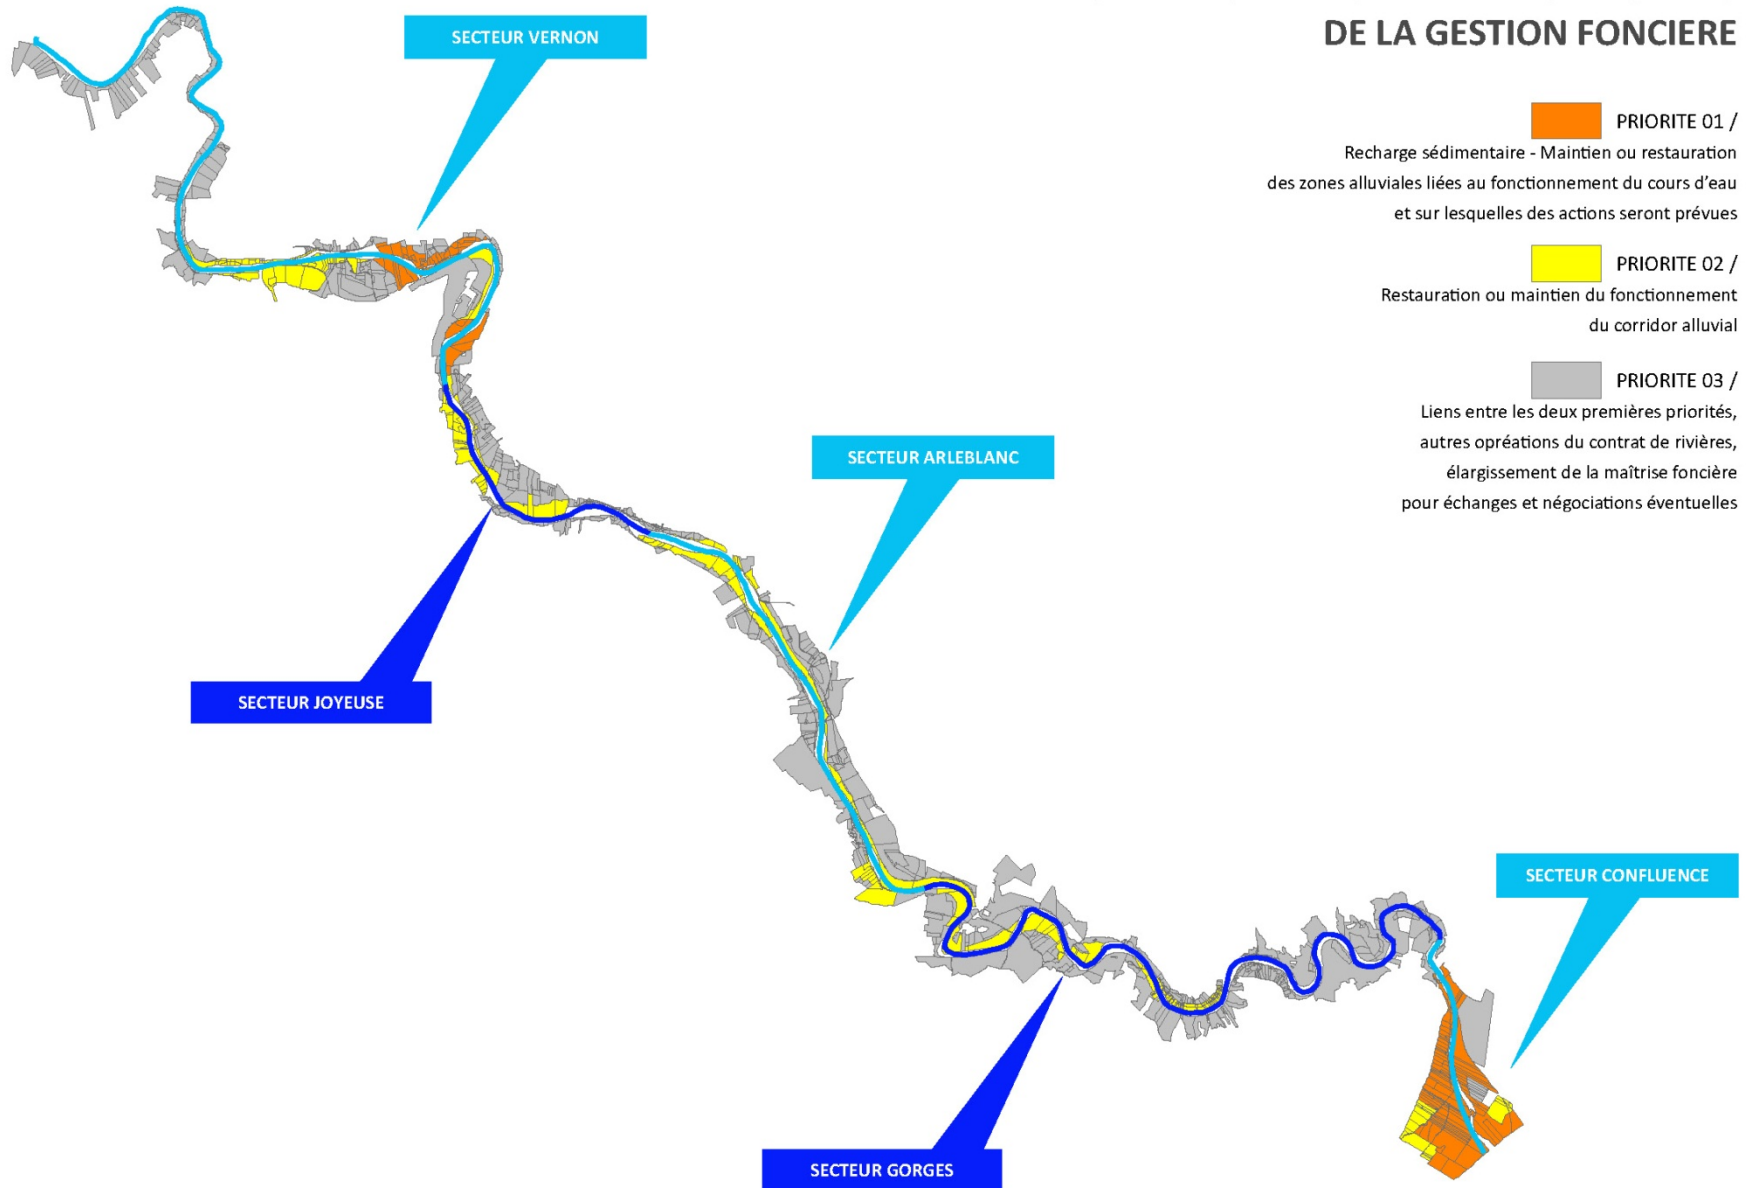 DE LA GESTION FONCIERE
SECTEUR VERNON
PRIORITE 01 /
Recharge sédimentaire - Maintien ou restauration
des zones alluviales liées au fonctionnement du cours d'eau
et sur lesquelles des actions seront prévues
PRIORITE 02 /
Restauration ou maintien du fonctionnement
du corridor alluvial
PRIORITE 03 /
Liens entre les deux premières priorités,
autres opréations du contrat de rivières,
élargissement de la maîtrise foncière
pour échanges et négociations éventuelles
SECTEUR ARLEBLANC
SECTEUR JOYEUSE
SECTEUR CONFLUENCE
SECTEUR GORGES